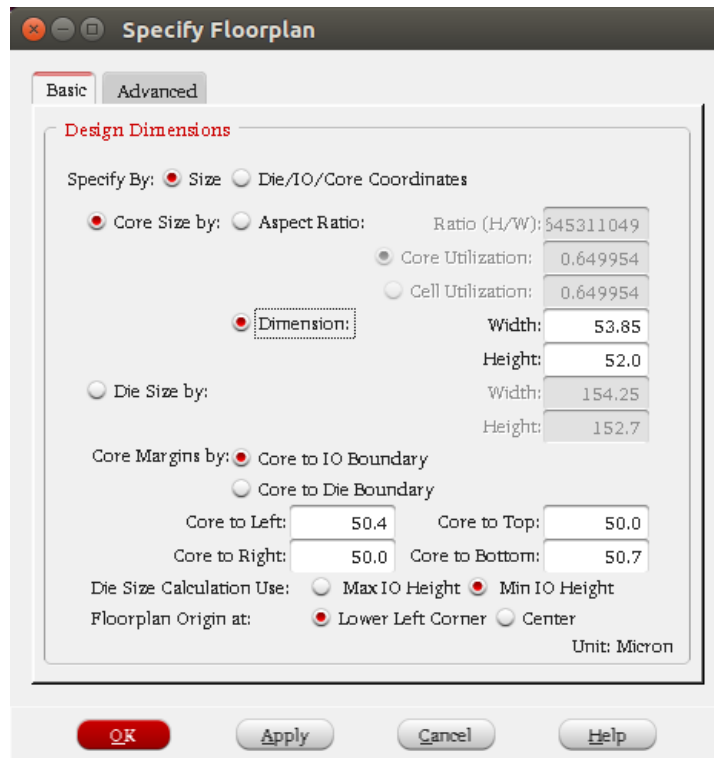 Specify Floorplan
Basic Advanced
Design Dimensions
Specify By: Size Die/IO/Core Coordinates
Core Size by: Aspect Ratio: Ratio (H/W): 645311049
Core Utilization: 0.649954
Cell Utilization: 0.649954
Dimension: Width: 53.85
Height: 52.0
Die Size by: Width: 154.25
Height: 152.7
Core Margins by: Core to IO Boundary
Core to Die Boundary
Core to Left: 50.4 Core to Top: 50.0
Core to Right: 50.0 Core to Bottom: 50.7
Die Size Calculation Use: Max IO Height Min IO Height
Floorplan Origin at: Lower Left Corner Center
Unit: Micron
OK Apply Cancel Help